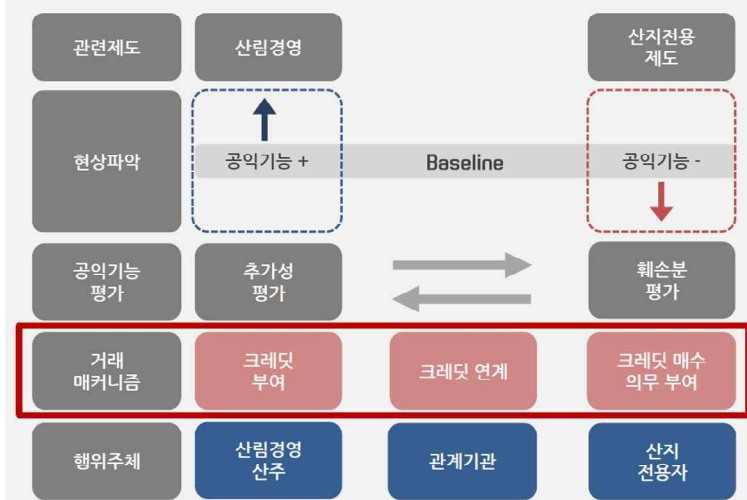 관련제도
산림경영
산지전용
제도
현상파악
공익기능 +
Baseline
공익기능 -
공익기능
평가
추가성
평가
훼손분
평가
거래
매커니즘
크레딧
부여
크레딧 연계
크레딧 매수
의무 부여
행위주체
산림경영
산주
관계기관
산지
전용자